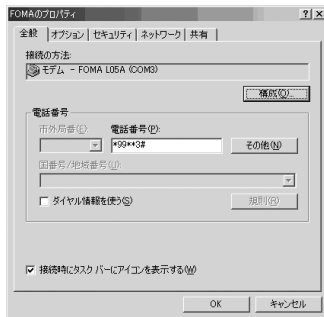 FOMAのプロパティ
全般 オプション セキュリティ ネットワーク 共有
接続の方法:
モデム - FOMA L05A (COM3)
構成(O)...
電話番号
市外局番(E): 電話番号(P):
*99**3# その他(N)
国番号/地域番号(U):
ダイヤル情報を使う(S) 規則(R)
接続時にタスク バーにアイコンを表示する(W)
OK キャンセル